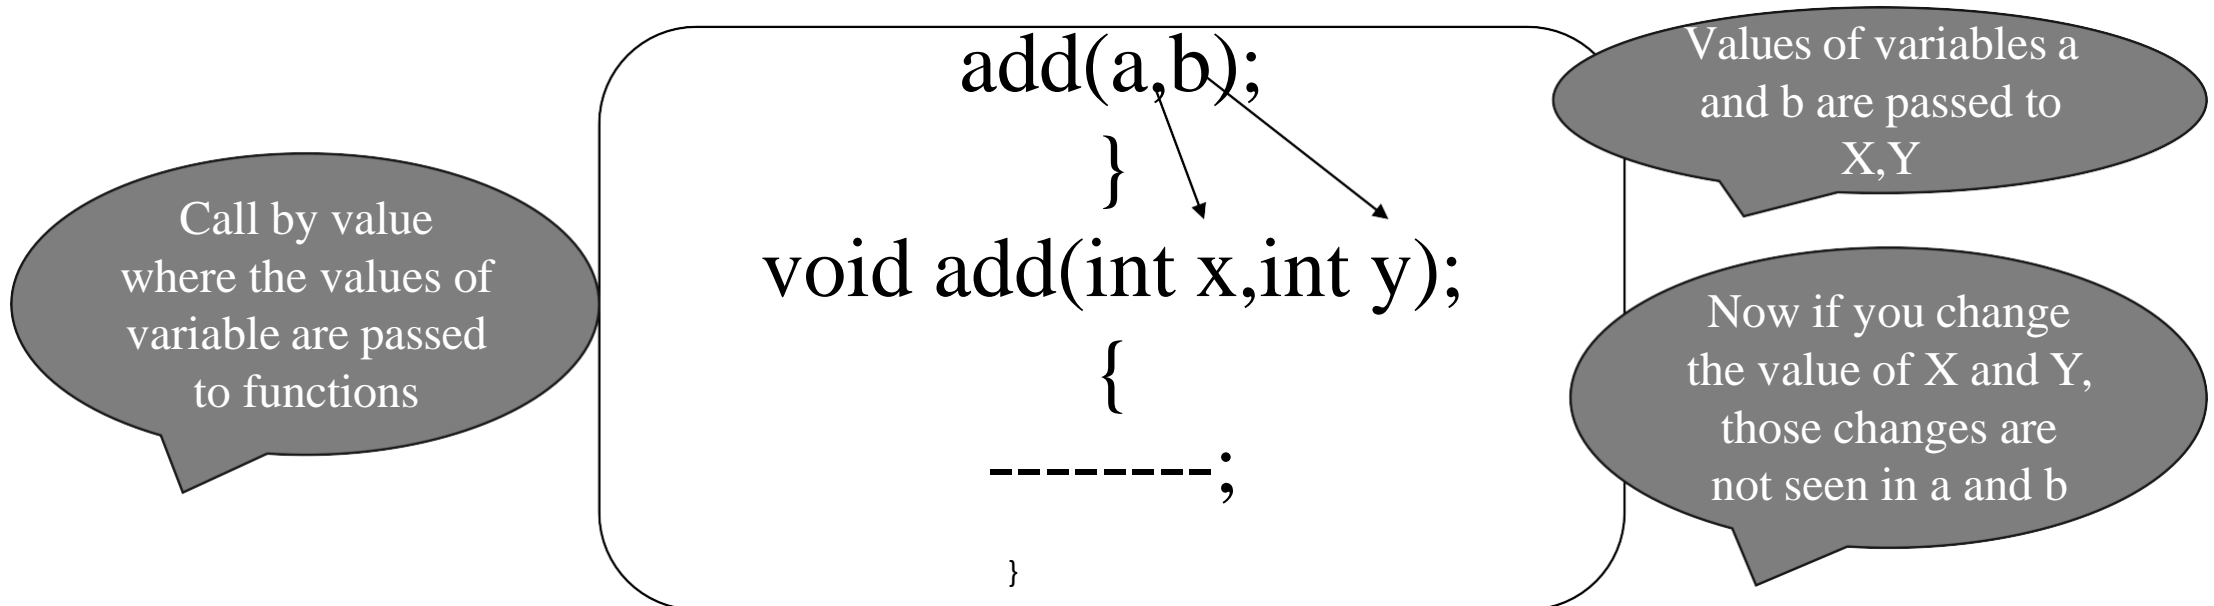 Call by value
where the values of
variable are passed
to functions
add(a,b);
}
void add(int x,int y);
{
--------;
}
Values of variables a
and b are passed to
X,Y
Now if you change
the value of X and Y,
those changes are
not seen in a and b